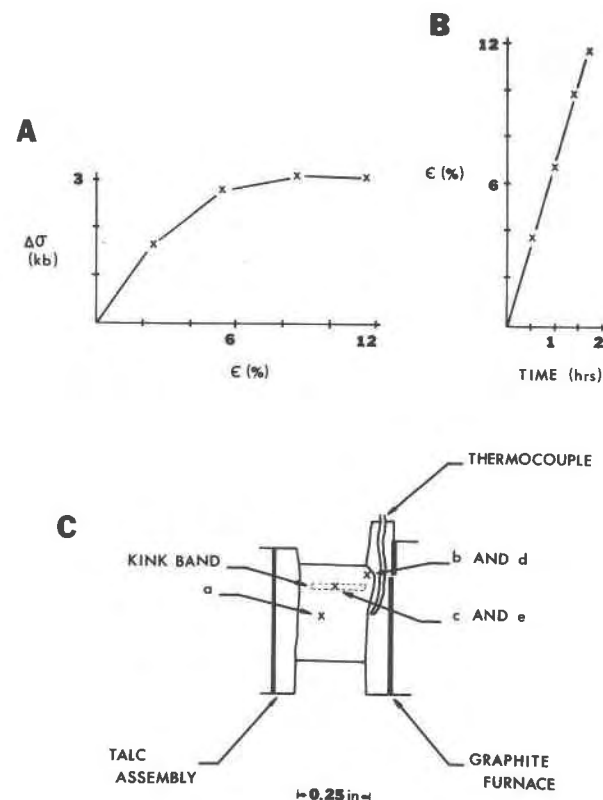 A
3
Δσ
(kb)
6
12
ϵ (%)
B
12
ϵ (%)
6
1
2
TIME (hrs)
C
THERMOCOUPLE
KINK BAND
b AND d
a
c AND e
TALC
ASSEMBLY
GRAPHITE
FURNACE
0.25 in